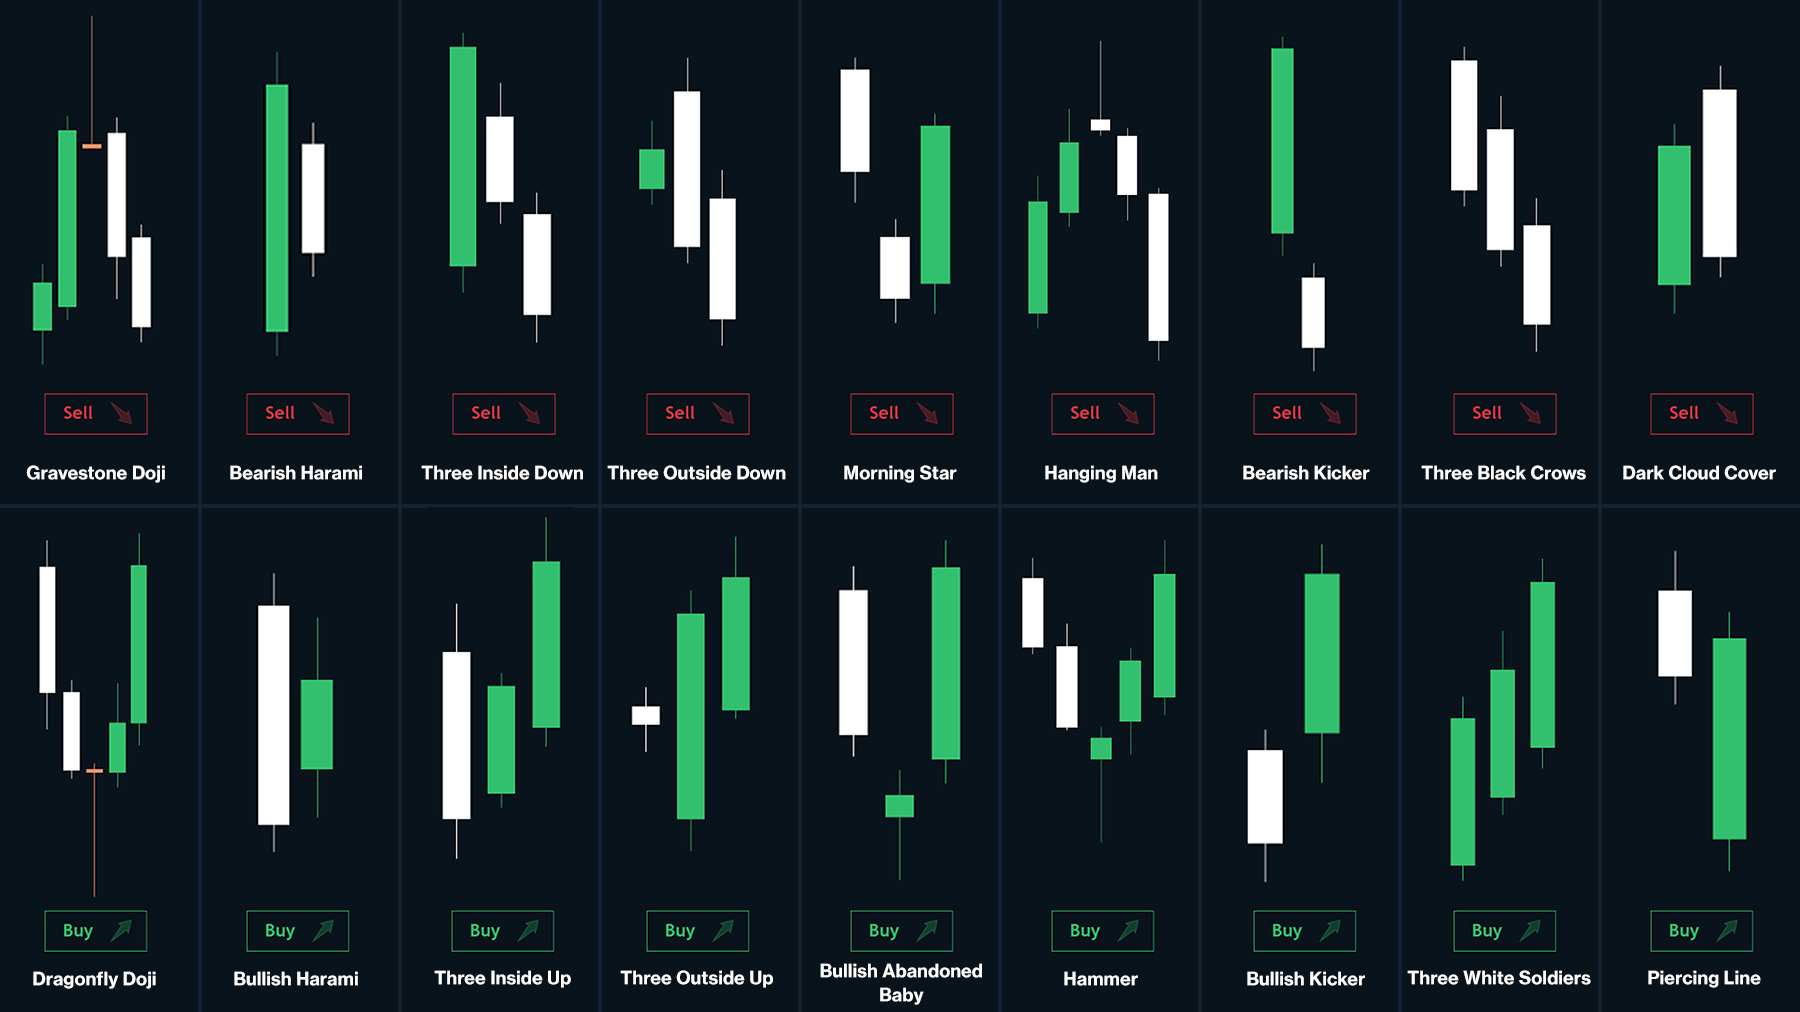 Sell
Sell
Sell
Sell
Sell
Sell
Sell
Sell
Sell
Gravestone Doji
Bearish Harami
Three Inside Down
Three Outside Down
Morning Star
Hanging Man
Bearish Kicker
Three Black Crows
Dark Cloud Cover
Buy
Buy
Buy
Buy
Buy
Buy
Buy
Buy
Buy
Dragonfly Doji
Bullish Harami
Three Inside Up
Three Outside Up
Bullish Abandoned
Baby
Hammer
Bullish Kicker
Three White Soldiers
Piercing Line